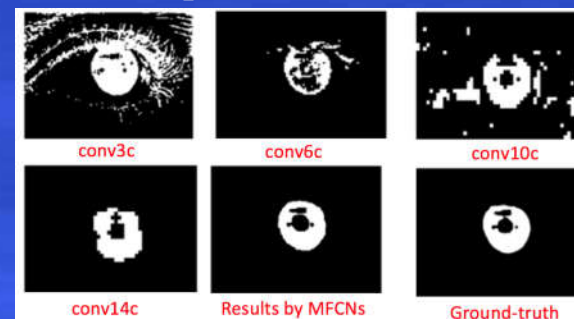 conv3c
conv6c
conv10c
conv14c
Results by MFCNs
Ground-truth